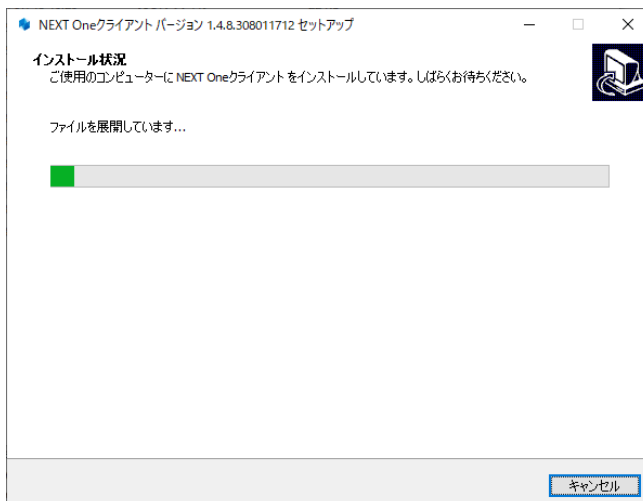 NEXT Oneクライアント バージョン 1.4.8.308011712 セットアップ
インストール状況
ご使用のコンピューターに NEXT Oneクライアント をインストールしています。しばらくお待ちください。
ファイルを展開しています...
キャンセル